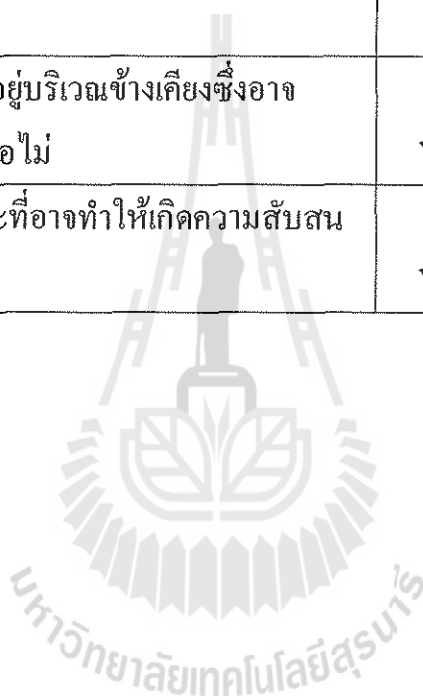 อยู่บริเวณข้างเคียงซึ่งอาจ
อไม่
ะที่อาจทำให้เกิดความสับสน
มหาวิทยาลัยเทคโนโลยีสุรนารี